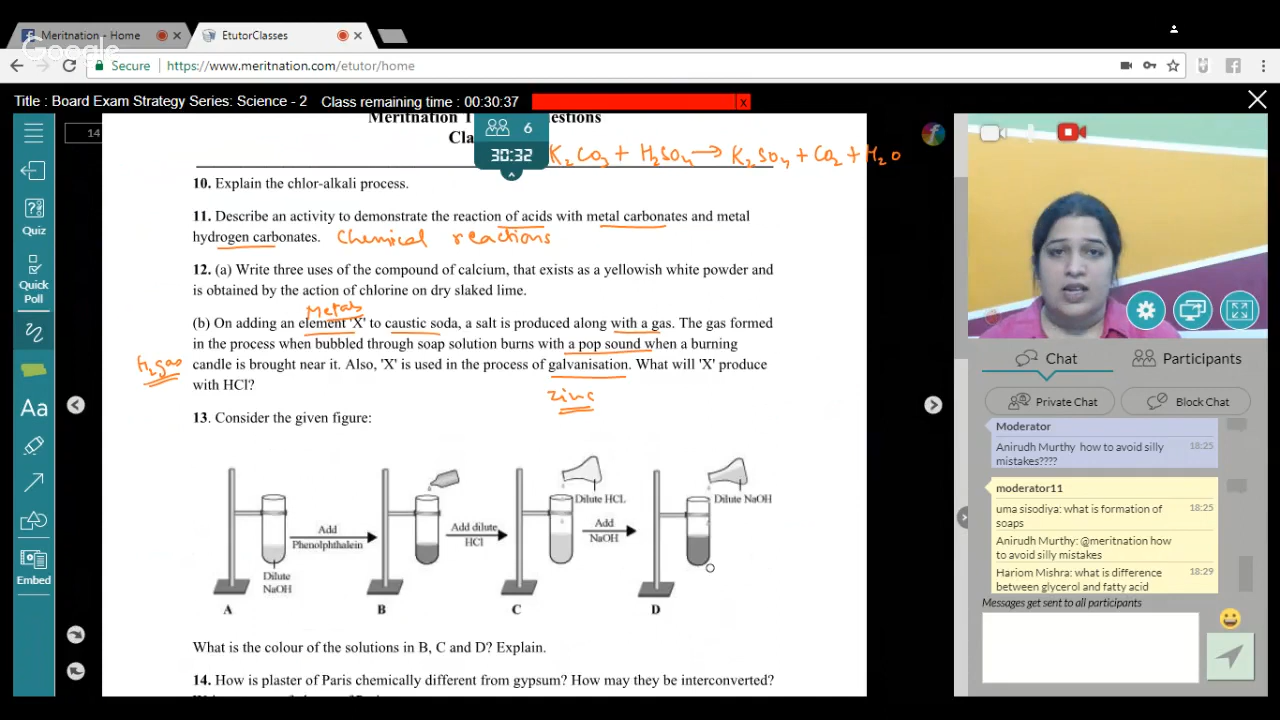 Meritnation - Home
EtutorClasses
Google
Secure
https://www.meritnation.com/etutor/home
Title : Board Exam Strategy Series: Science - 2 Class remaining time : 00:30:37
x
14
6
30:32
Meritnation 1
estions
Cla
K2CO3 + H2SO4 → K2SO4 + CO2 + H2O
10. Explain the chlor-alkali process.
11. Describe an activity to demonstrate the reaction of acids with metal carbonates and metal
hydrogen carbonates. Chemical reactions
12. (a) Write three uses of the compound of calcium, that exists as a yellowish white powder and
is obtained by the action of chlorine on dry slaked lime.
Metals
(b) On adding an element 'X' to caustic soda, a salt is produced along with a gas. The gas formed
in the process when bubbled through soap solution burns with a pop sound when a burning
H2 gas
candle is brought near it. Also, 'X' is used in the process of galvanisation. What will 'X' produce
with HCl?
Zinc
13. Consider the given figure:
Dilute HCL
Dilute NaOH
Add
Phenolphthalein
Add dilute
HCl
Add
NaOH
Dilute
NaOH
A
B
C
D
What is the colour of the solutions in B, C and D? Explain.
14. How is plaster of Paris chemically different from gypsum? How may they be interconverted?
Quiz
Quick
Poll
Aa
Embed
Chat
Participants
Private Chat
Block Chat
Moderator
Anirudh Murthy how to avoid silly
mistakes????
18:25
moderator11
uma sisodiya: what is formation of
soaps
18:25
Anirudh Murthy: @meritnation how
to avoid silly mistakes
Hariom Mishra: what is difference
between glycerol and fatty acid
18:29
Messages get sent to all participants